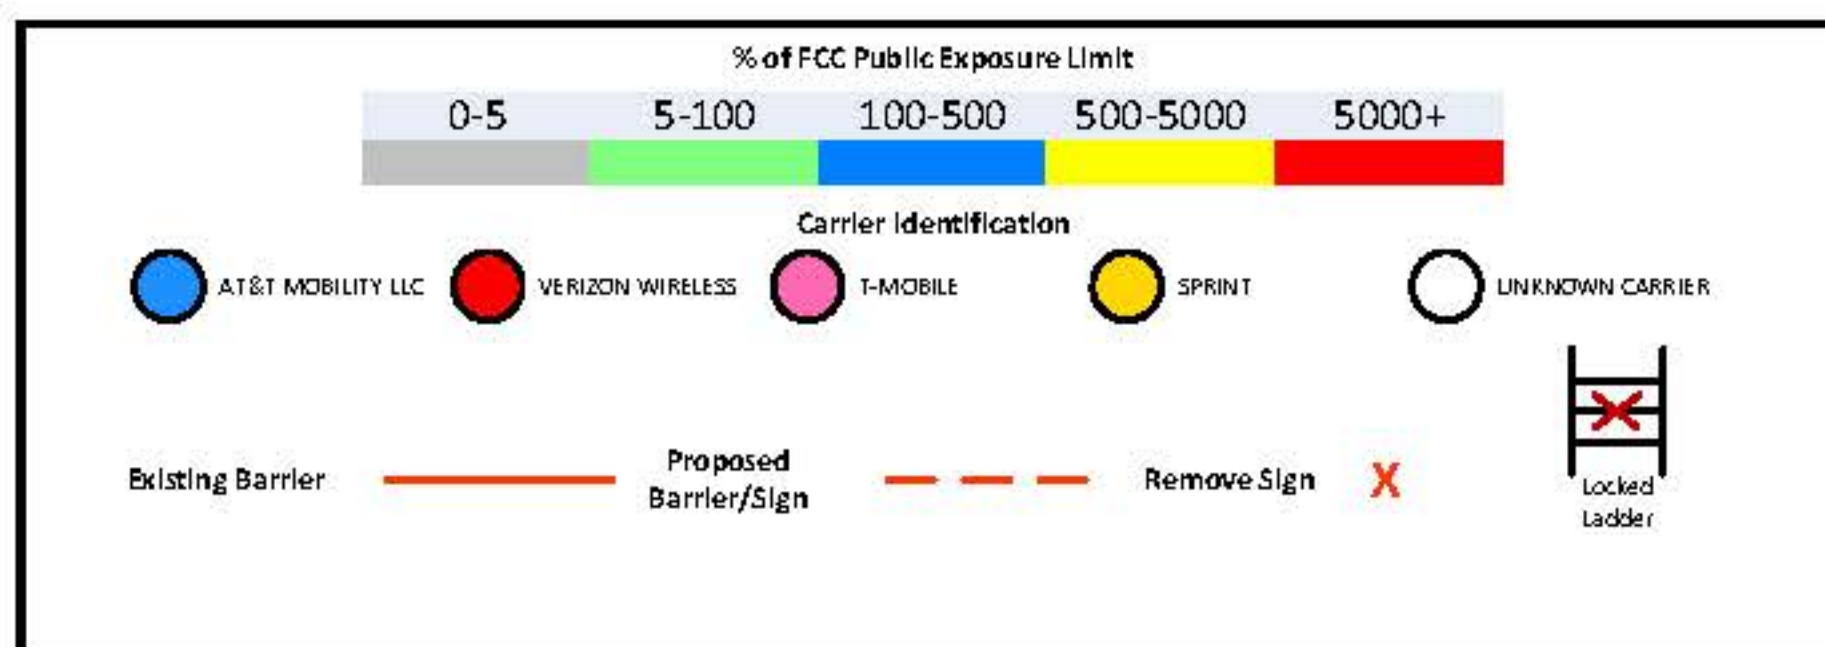 % of FCC Public Exposure Limit
0-5 5-100 100-500 500-5000 5000+
Carrier Identification
AT&T MOBILITY LLC VERIZON WIRELESS T-MOBILE SPRINT UNKNOWN CARRIER
Existing Barrier Proposed Barrier/Sign Remove Sign X
Locked
Ladder